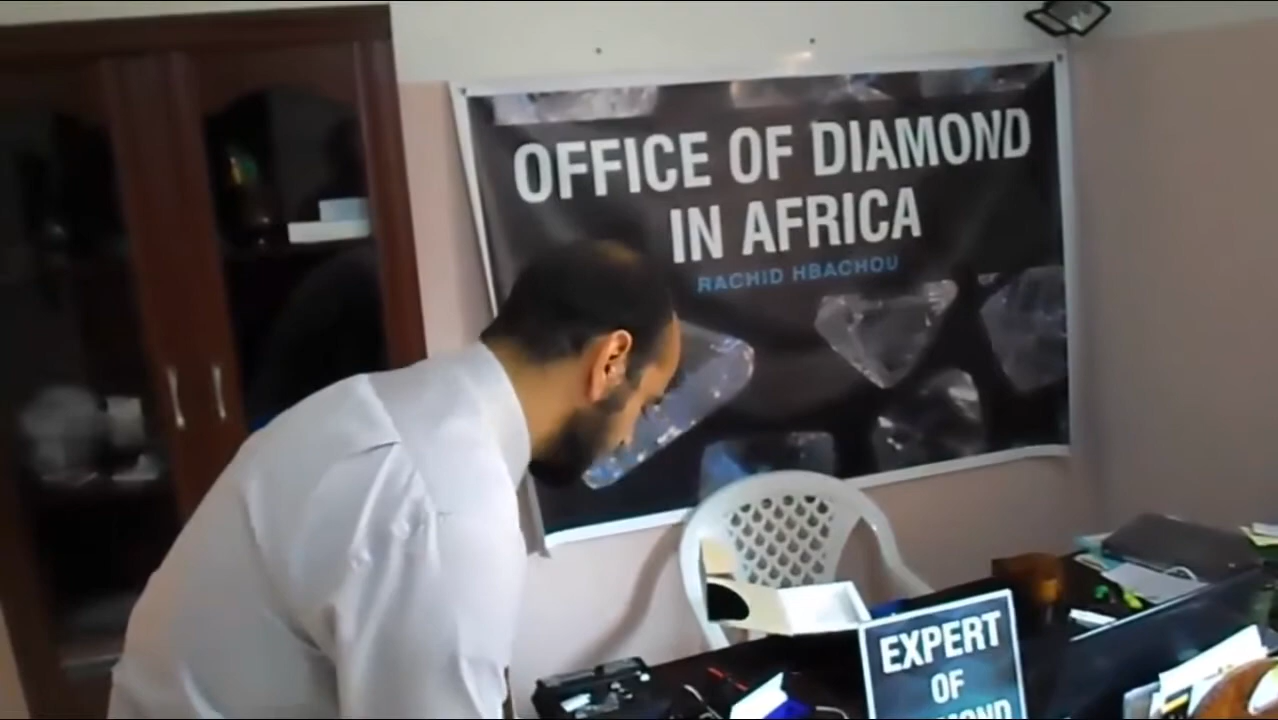 OFFICE OF DIAMOND
IN AFRICA
RACHID HBACHOU
EXPERT
OF